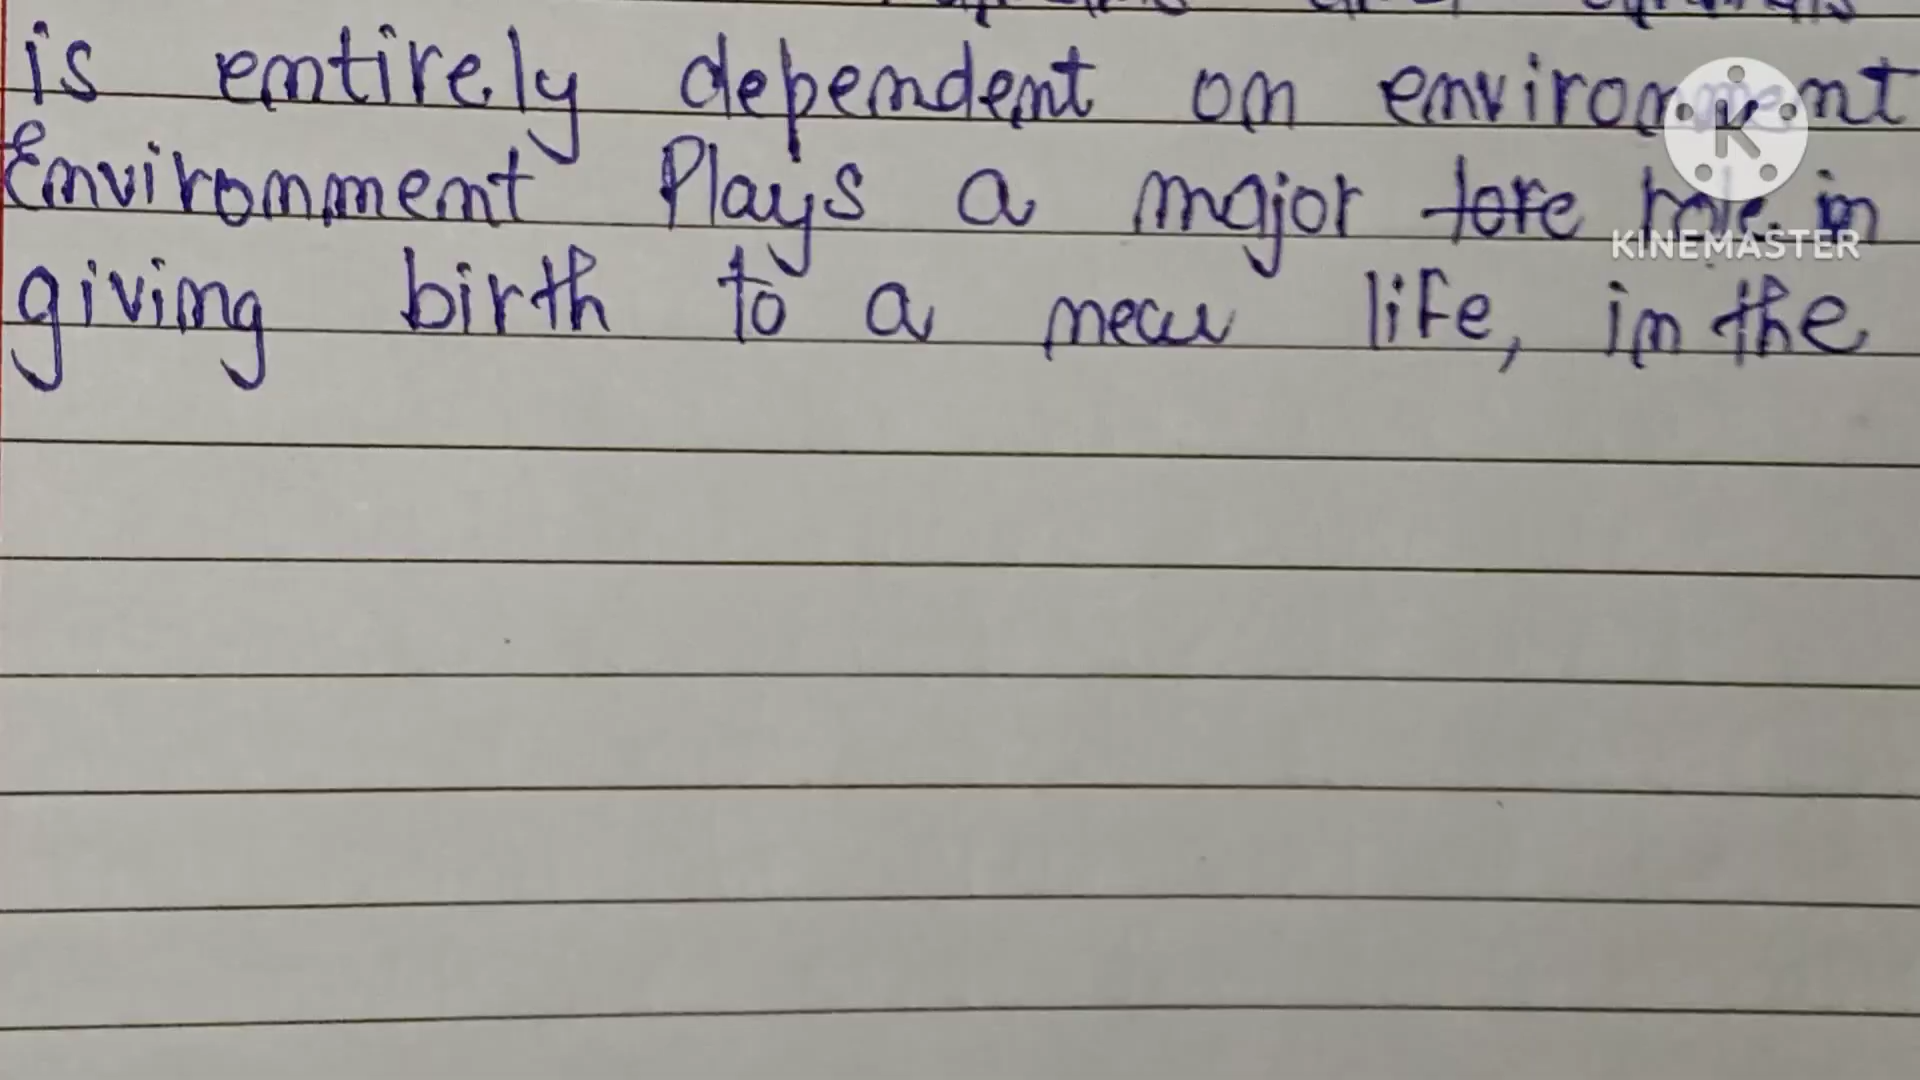 is entirely dependent on environment
Environment Plays a major role in
giving birth to a new life, in the
K
KINEMASTER